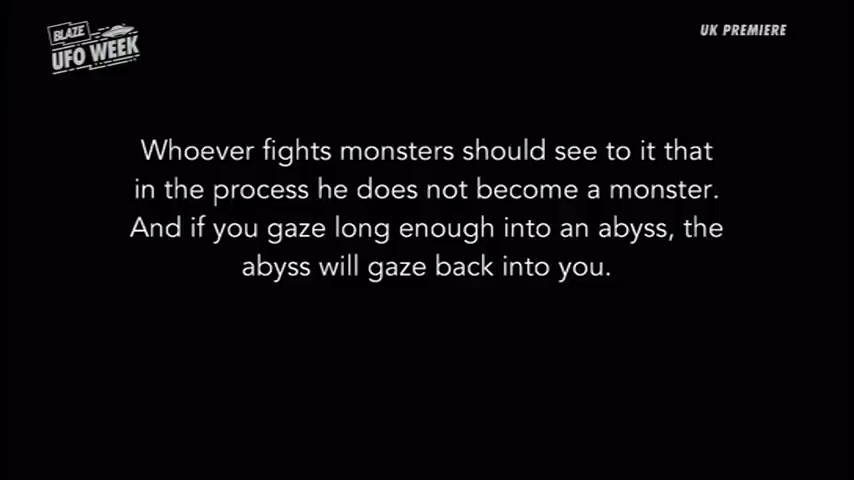 BLAZE
UFO WEEK
UK PREMIERE
Whoever fights monsters should see to it that
in the process he does not become a monster.
And if you gaze long enough into an abyss, the
abyss will gaze back into you.